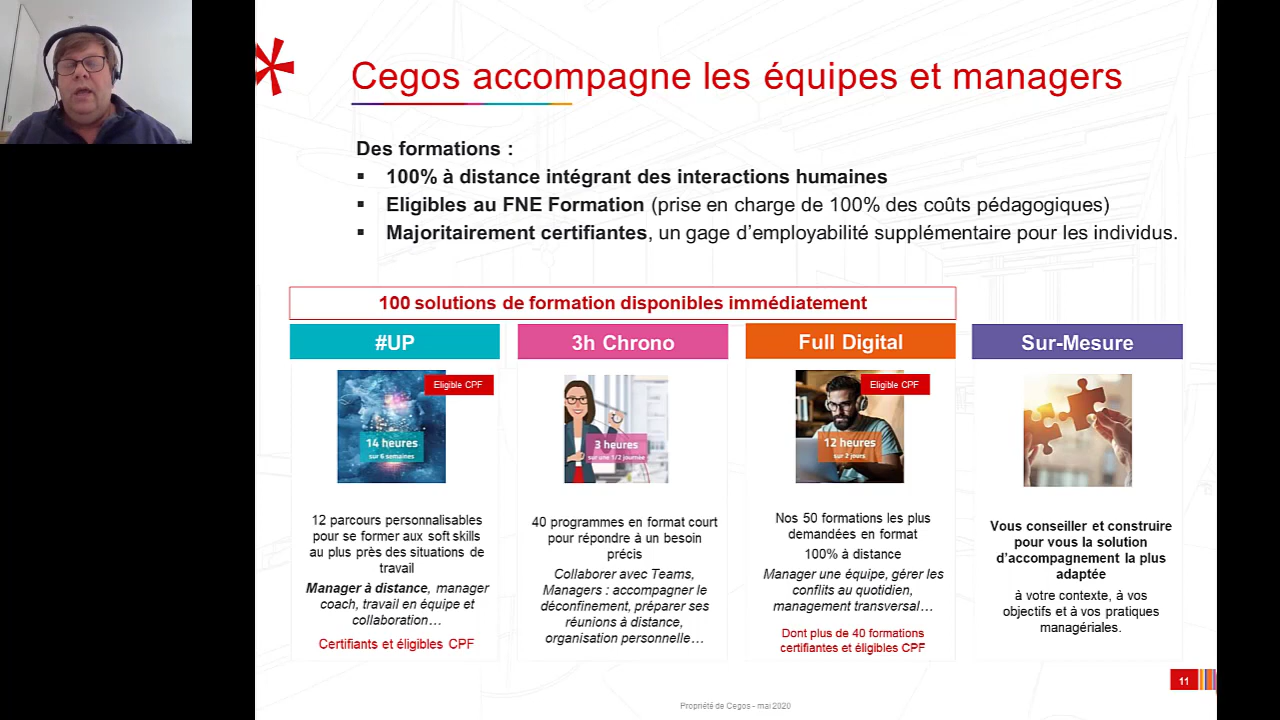 Cegos accompagne les équipes et managers
Des formations :
▪ 100% à distance intégrant des interactions humaines
▪ Eligibles au FNE Formation (prise en charge de 100% des coûts pédagogiques)
▪ Majoritairement certifiantes, un gage d’employabilité supplémentaire pour les individus.
100 solutions de formation disponibles immédiatement
#UP
Eligible CPF
14 heures
sur 6 semaines
12 parcours personnalisables
pour se former aux soft skills
au plus près des situations de
travail
Manager à distance, manager
coach, travail en équipe et
collaboration…
Certifiants et éligibles CPF
3h Chrono
3 heures
sur une 1/2 journée
40 programmes en format court
pour répondre à un besoin
précis
Collaborer avec Teams,
Managers : accompagner le
déconfinement, préparer ses
réunions à distance,
organisation personnelle…
Full Digital
Eligible CPF
12 heures
sur 2 jours
Nos 50 formations les plus
demandées en format
100% à distance
Manager une équipe, gérer les
conflits au quotidien,
management transversal…
Dont plus de 40 formations
certifiantes et éligibles CPF
Sur-Mesure
Vous conseiller et construire
pour vous la solution
d’accompagnement la plus
adaptée
à votre contexte, à vos
objectifs et à vos pratiques
managériales.
11
Propriété de Cegos – mai 2020